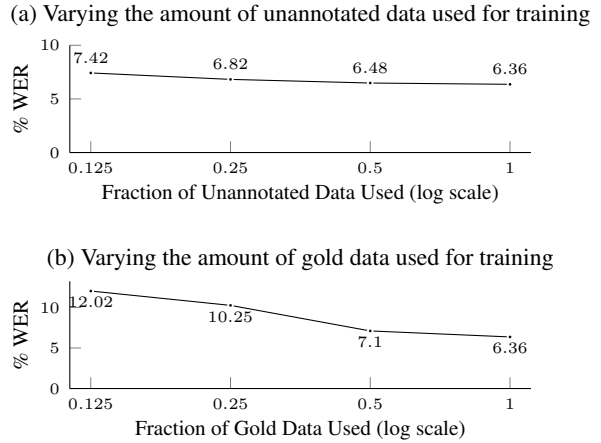 (a) Varying the amount of unannotated data used for training
10
7.42
6.82
6.48
6.36
5
% WER
0
0.125 0.25 0.5 1
Fraction of Unannotated Data Used (log scale)
(b) Varying the amount of gold data used for training
12.02
10
10.25
7.1
6.36
5
% WER
0
0.125 0.25 0.5 1
Fraction of Gold Data Used (log scale)